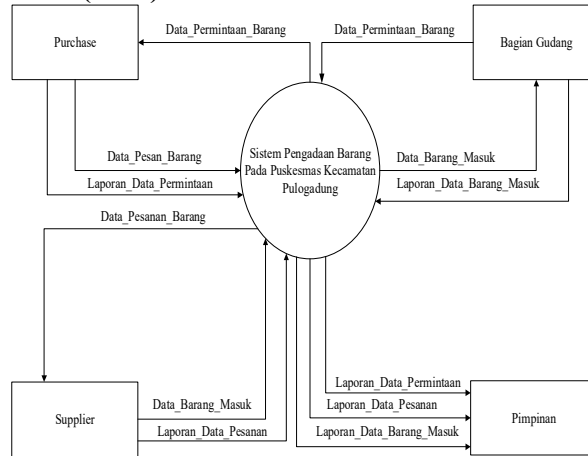 Data_Permintaan_Barang
Data_Permintaan_Barang
Purchase
Bagian Gudang
Data_Pesan_Barang
Laporan_Data_Permintaan
Sistem Pengadaan Barang
Pada Puskesmas Kecamatan
Pulogadung
Data_Barang_Masuk
Laporan_Data_Barang_Masuk
Data_Pesanan_Barang
Laporan_Data_Permintaan
Laporan_Data_Pesanan
Laporan_Data_Barang_Masuk
Supplier
Data_Barang_Masuk
Laporan_Data_Pesanan
Pimpinan